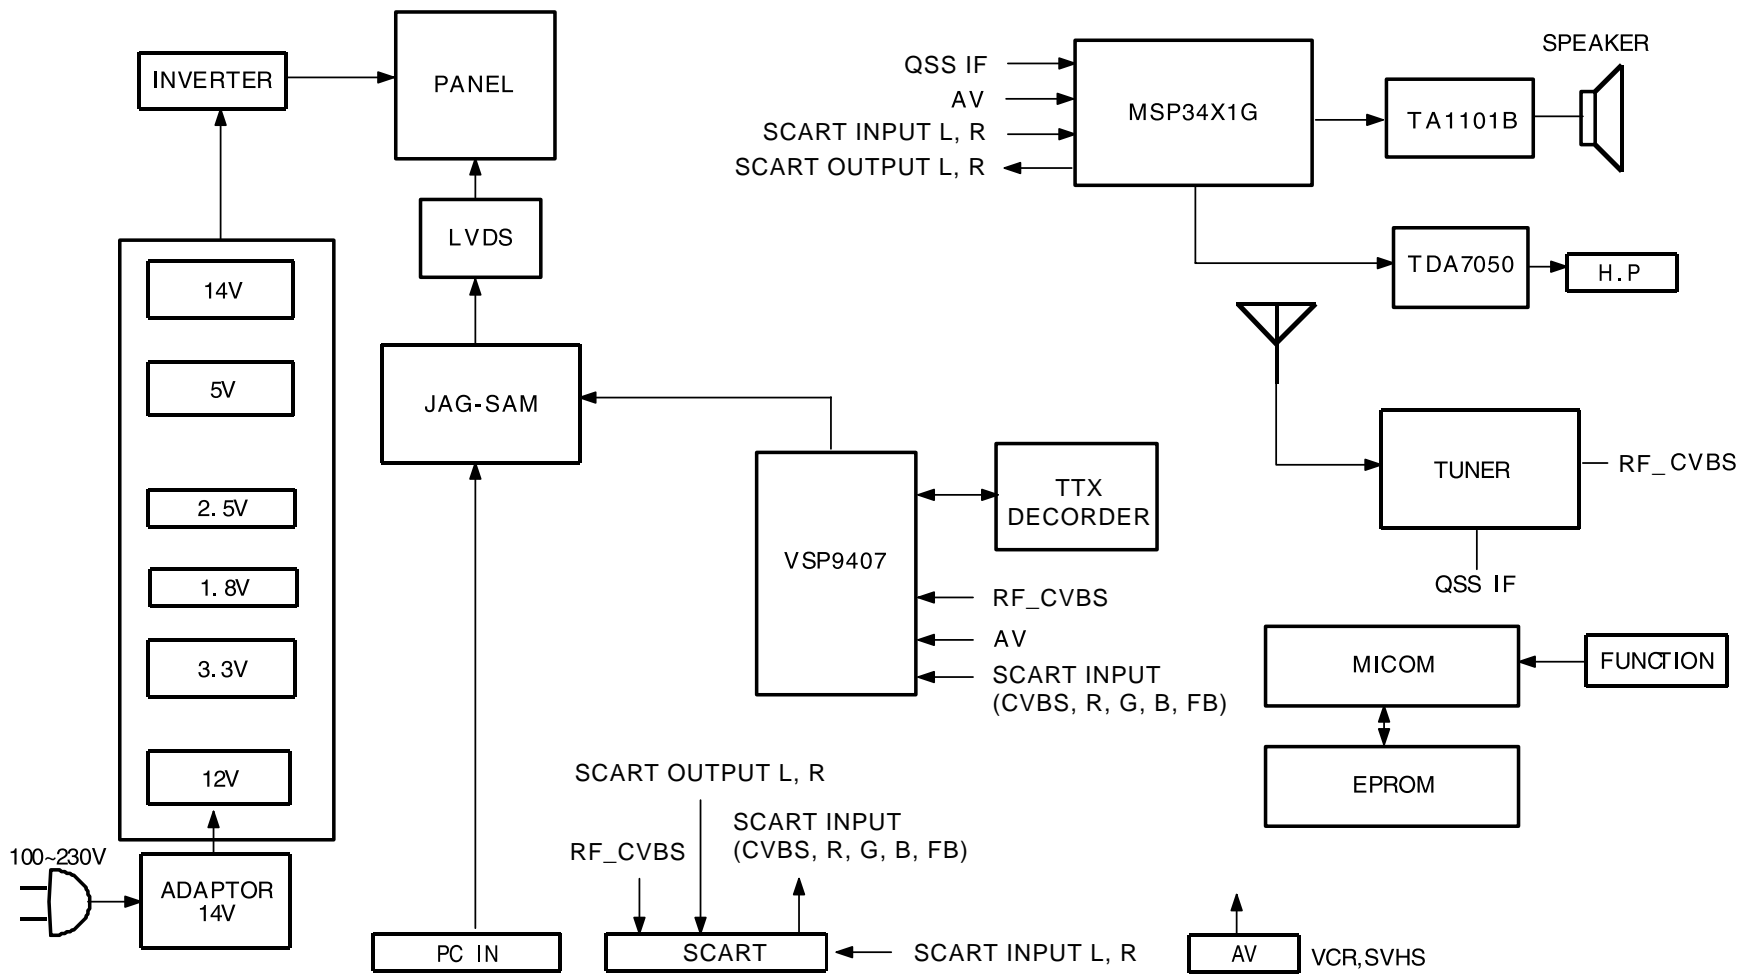 INVERTER
PANEL
LVDS
14V
5V
2.5V
1.8V
3.3V
12V
100~230V
ADAPTOR
14V
JAG-SAM
PC IN
VSP9407
TTX
DECORDER
RF_CVBS
AV
SCART INPUT
(CVBS, R, G, B, FB)
SCART OUTPUT L, R
RF_CVBS
SCART INPUT
(CVBS, R, G, B, FB)
SCART
SCART INPUT L, R
QSS IF
AV
SCART INPUT L, R
SCART OUTPUT L, R
MSP34X1G
TA1101B
SPEAKER
TDA7050
H.P
TUNER
RF_CVBS
QSS IF
MICOM
FUNCTION
EPROM
AV
VCR,SVHS